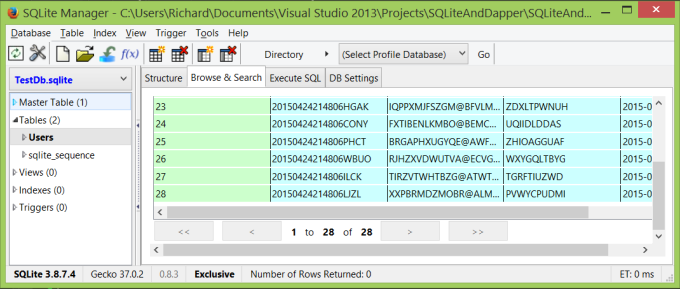 SQLite Manager - C:\Users\Richard\Documents\Visual Studio 2013\Projects\SQLiteAndDapper\SQLiteAnd...
Database Table Index View Trigger Tools Help
f(x) Directory (Select Profile Database) Go
TestDb.sqlite
Structure Browse & Search Execute SQL DB Settings
Master Table (1)
Tables (2)
Users
sqlite_sequence
Views (0)
Indexes (0)
Triggers (0)
23 20150424214806HGAK IQPPXMJFSZGM@BFVLM... ZDXLTPWNUH 2015-0
24 20150424214806CONY FXTIBENLKMBO@BEMC... UQIIDLDDAS 2015-0
25 20150424214806PHCT BRGAPHXUGYQE@AWF... ZHIOAGGUAF 2015-0
26 20150424214806WBUO RJHZXVDWUTVA@ECVG... WXYGQLTBYG 2015-0
27 20150424214806ILCK TIRZVTWHTBZG@ATWT... TGRFTIUZWD 2015-0
28 20150424214806LJZL XXPBRMDZMOBR@ALM... PVWYCPUDMI 2015-0
<< < 1 to 28 of 28 > >>
SQLite 3.8.7.4 Gecko 37.0.2 0.8.3 Exclusive Number of Rows Returned: 0 ET: 0 ms